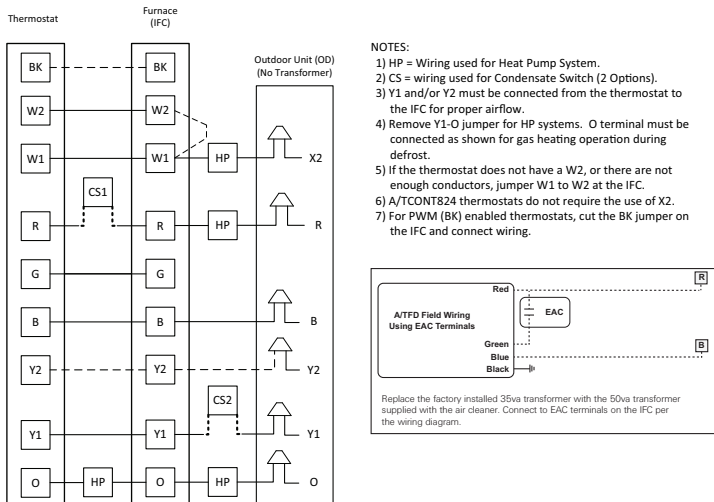 Thermostat
Furnace
(IFC)
Outdoor Unit (OD)
(No Transformer)
BK BK
W2 W2
W1 W1 HP X2
CS1
R R HP R
G G
B B B
Y2 Y2 Y2
CS2
Y1 Y1 Y1
O HP O HP O
NOTES:
1) HP = Wiring used for Heat Pump System.
2) CS = wiring used for Condensate Switch (2 Options).
3) Y1 and/or Y2 must be connected from the thermostat to
the IFC for proper airflow.
4) Remove Y1-O jumper for HP systems.  O terminal must be
connected as shown for gas heating operation during
defrost.
5) If the thermostat does not have a W2, or there are not
enough conductors, jumper W1 to W2 at the IFC.
6) A/TCONT824 thermostats do not require the use of X2.
7) For PWM (BK) enabled thermostats, cut the BK jumper on
the IFC and connect wiring.
R
Red
EAC
A/TFD Field Wiring
Using EAC Terminals
Green
B
Blue
Black
Replace the factory installed 35va transformer with the 50va transformer
supplied with the air cleaner. Connect to EAC terminals on the IFC per
the wiring diagram.